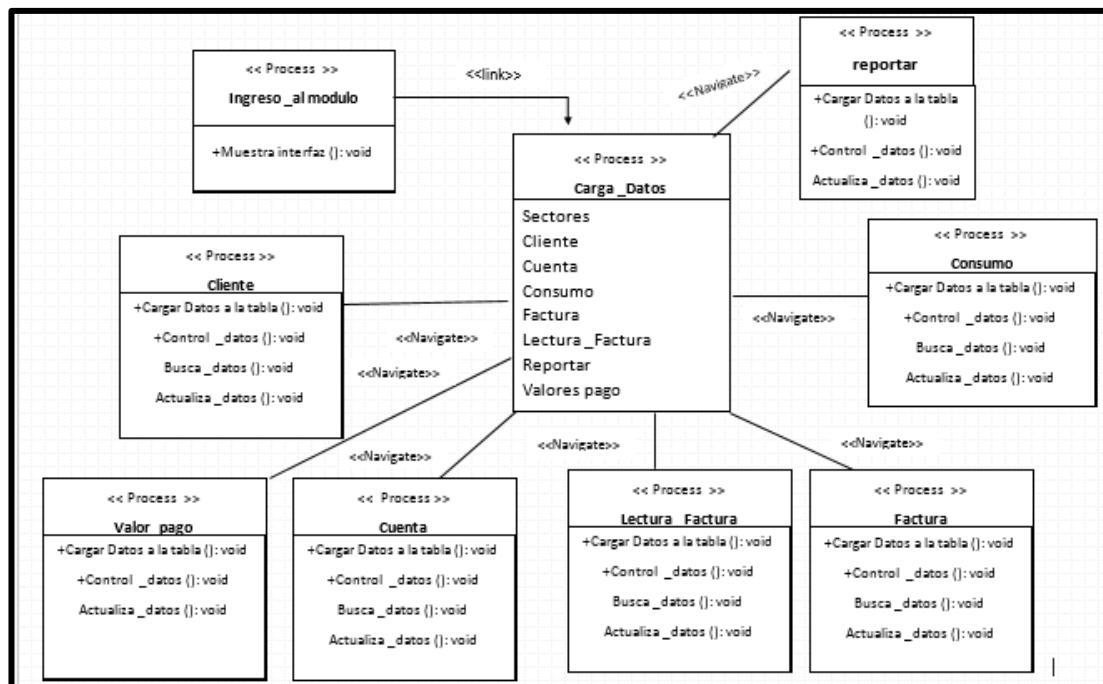 << Process >>
Ingreso _al modulo
+Muestra interfaz (): void
<<link>>
<<Navigate>>
<< Process >>
reportar
+Cargar Datos a la tabla
(): void
+Control _datos (): void
Actualiza _datos (): void
<< Process >>
Carga _Datos
Sectores
Cliente
Cuenta
Consumo
Factura
Lectura _Factura
Reportar
Valores pago
<< Process >>
Cliente
+Cargar Datos a la tabla (): void
+Control _datos (): void
Busca _datos (): void
Actualiza _datos (): void
<< Process >>
Consumo
+Cargar Datos a la tabla (): void
+Control _datos (): void
Busca _datos (): void
Actualiza _datos (): void
<<Navigate>>
<<Navigate>>
<<Navigate>>
<<Navigate>>
<<Navigate>>
<<Navigate>>
<< Process >>
Valor_pago
+Cargar Datos a la tabla (): void
+Control _datos (): void
Actualiza _datos (): void
<< Process >>
Cuenta
+Cargar Datos a la tabla (): void
+Control _datos (): void
Busca _datos (): void
Actualiza _datos (): void
<< Process >>
Lectura _Factura
+Cargar Datos a la tabla (): void
+Control _datos (): void
Busca _datos (): void
Actualiza _datos (): void
<< Process >>
Factura
+Cargar Datos a la tabla (): void
+Control _datos (): void
Busca _datos (): void
Actualiza _datos (): void